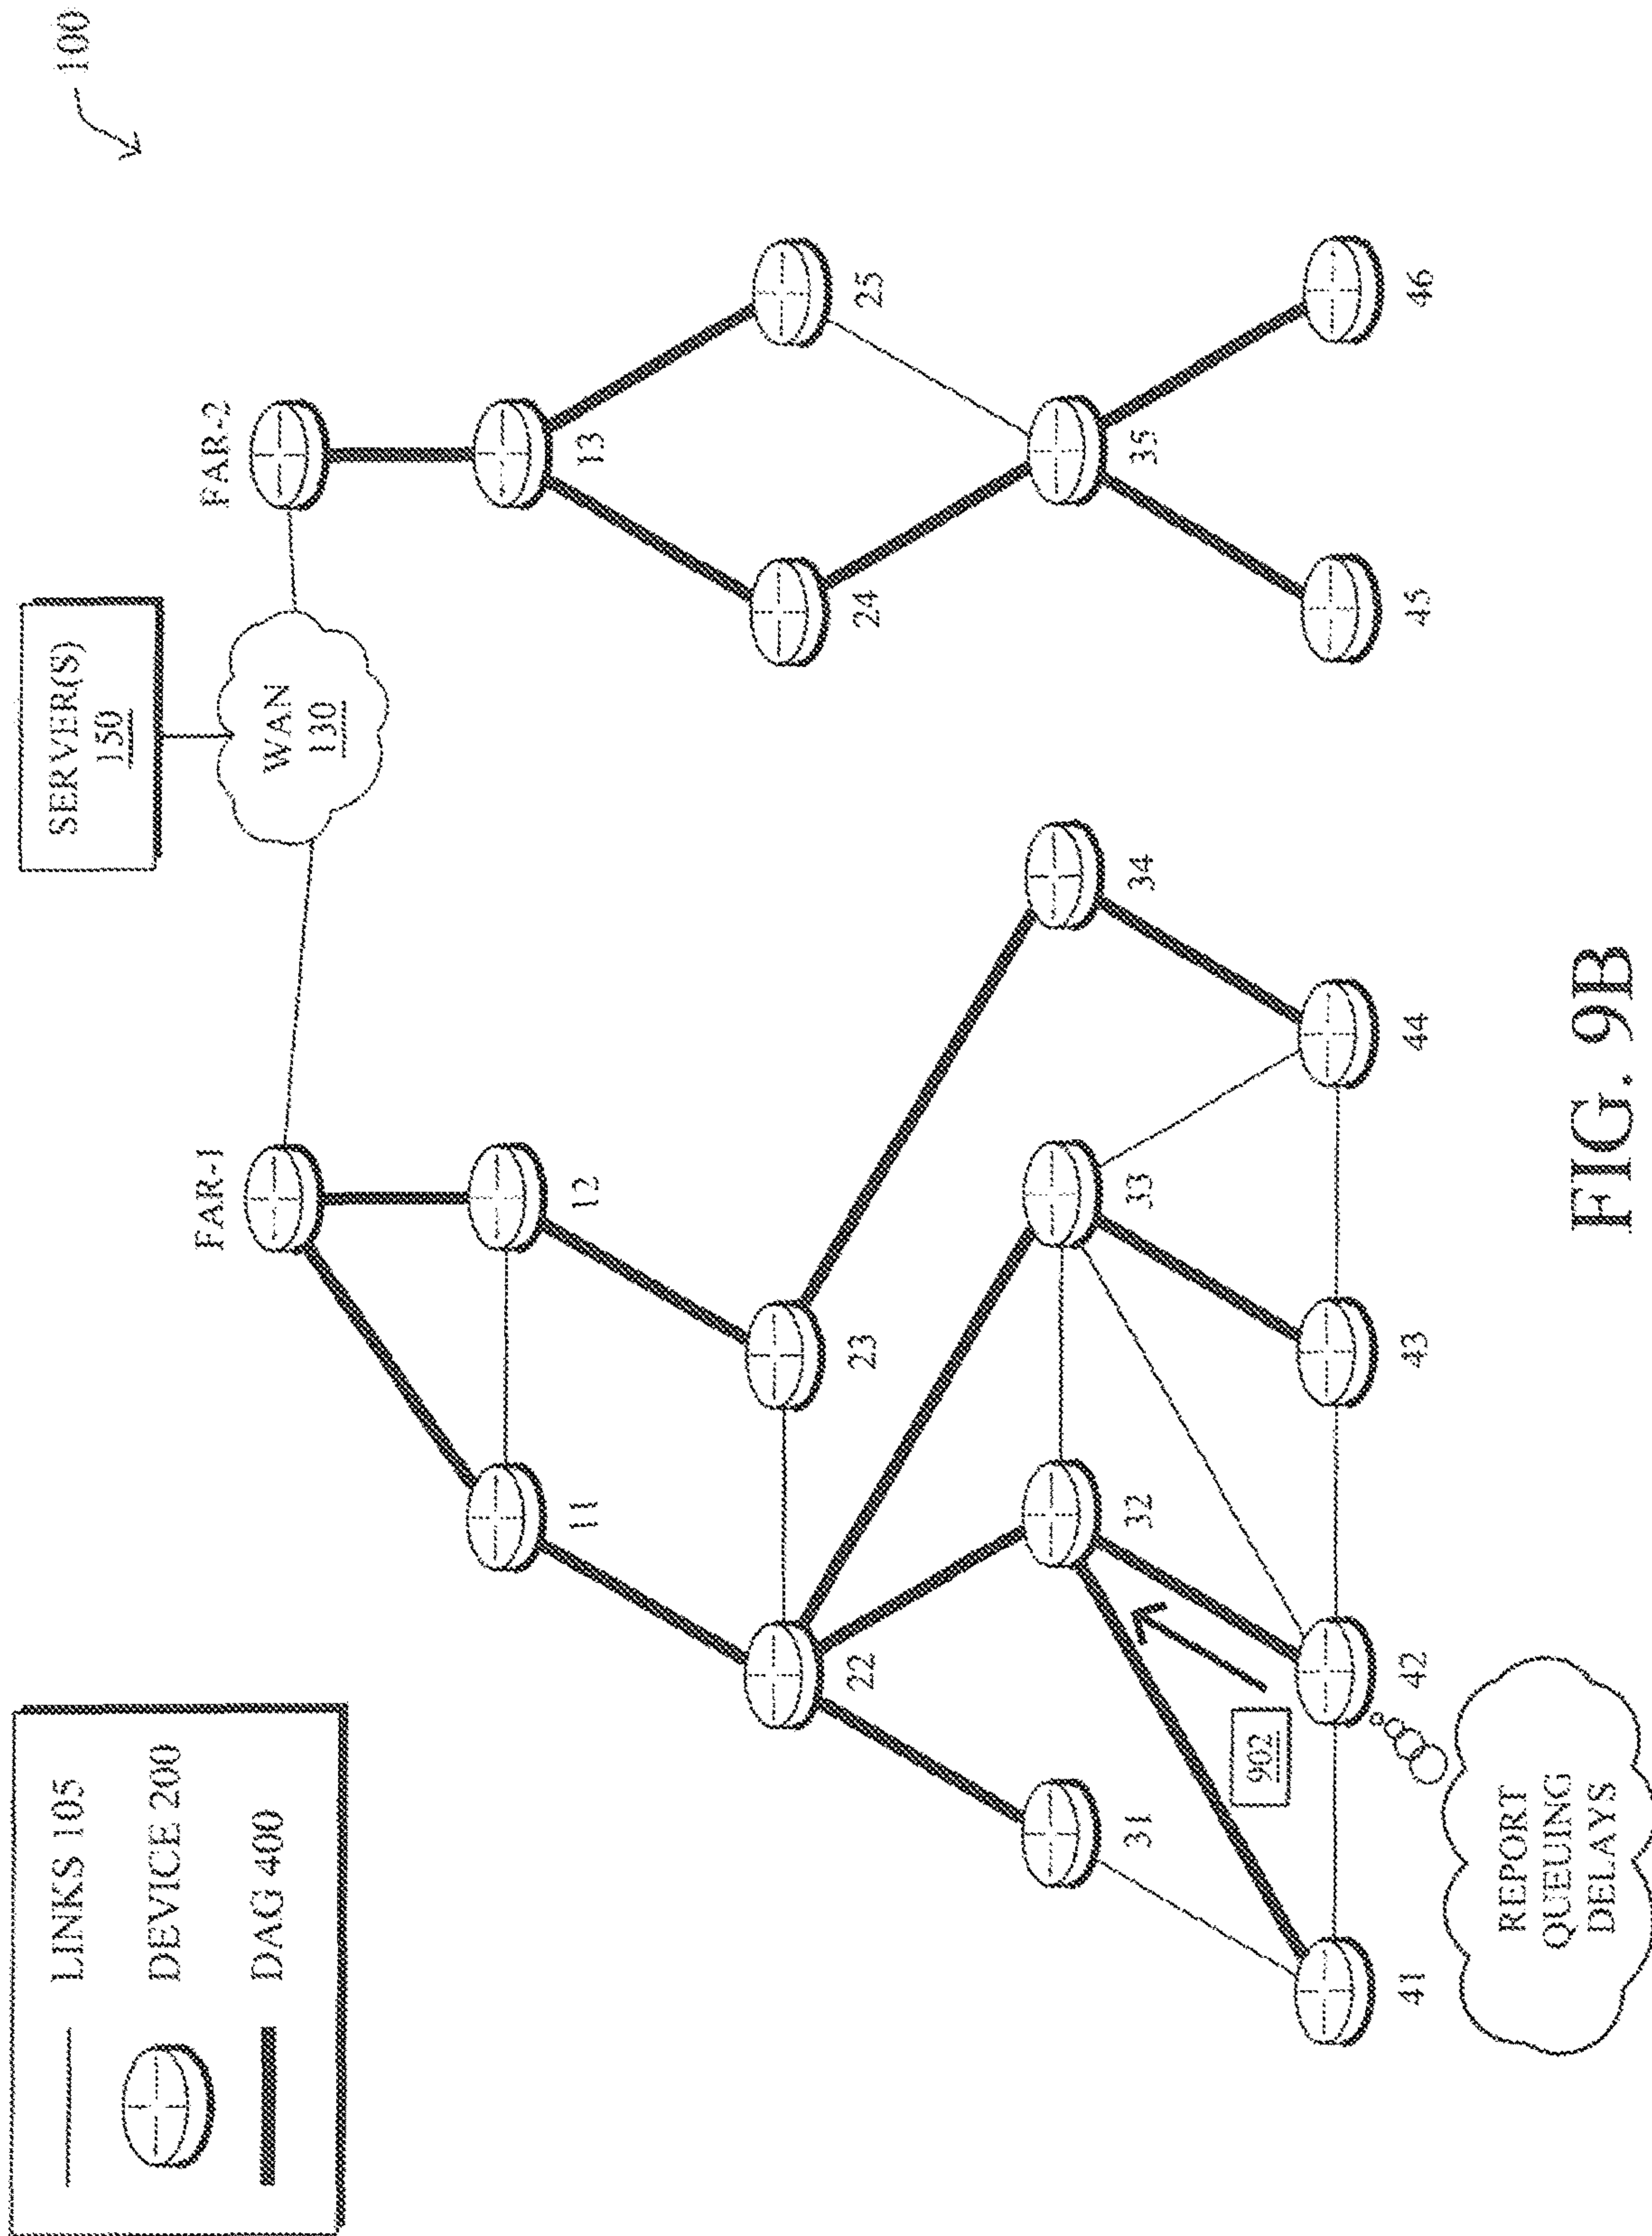 100
LINKS 105
DEVICE 200
DAG 400
SERVER(S)
150
WAN
130
FAR-1
FAR-2
11
12
13
22
23
24
25
31
32
33
34
35
902
41
42
43
44
45
46
REPORT
QUEUING
DELAYS
FIG. 9B